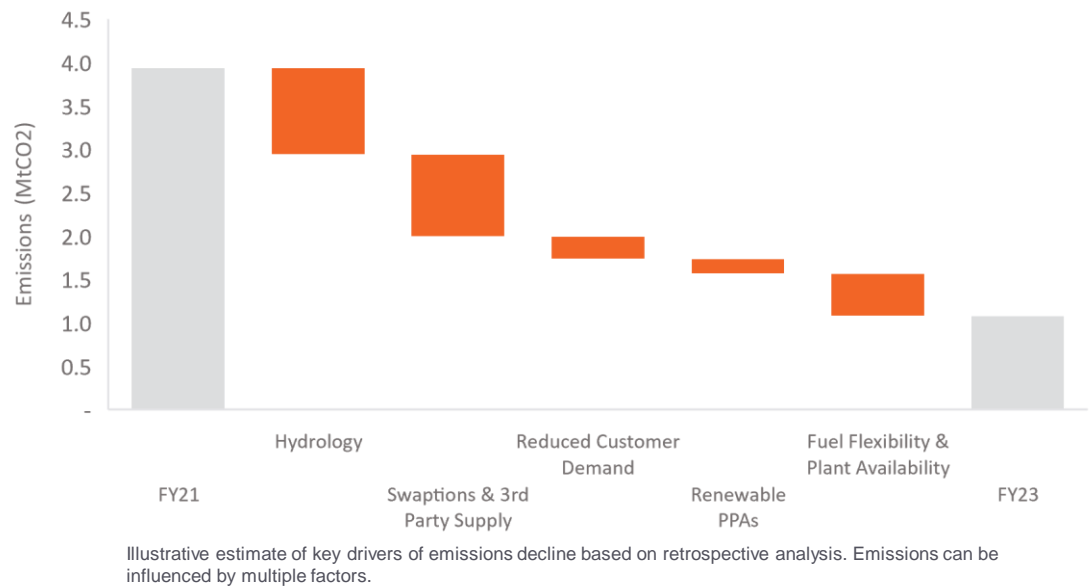 4.5
4.0
3.5
3.0
2.5
2.0
1.5
1.0
0.5
-
Emissions (MtCO2)
Hydrology
Reduced Customer
Demand
Fuel Flexibility &
Plant Availability
FY21
Swaptions & 3rd
Party Supply
Renewable
PPAs
FY23
Illustrative estimate of key drivers of emissions decline based on retrospective analysis. Emissions can be
influenced by multiple factors.